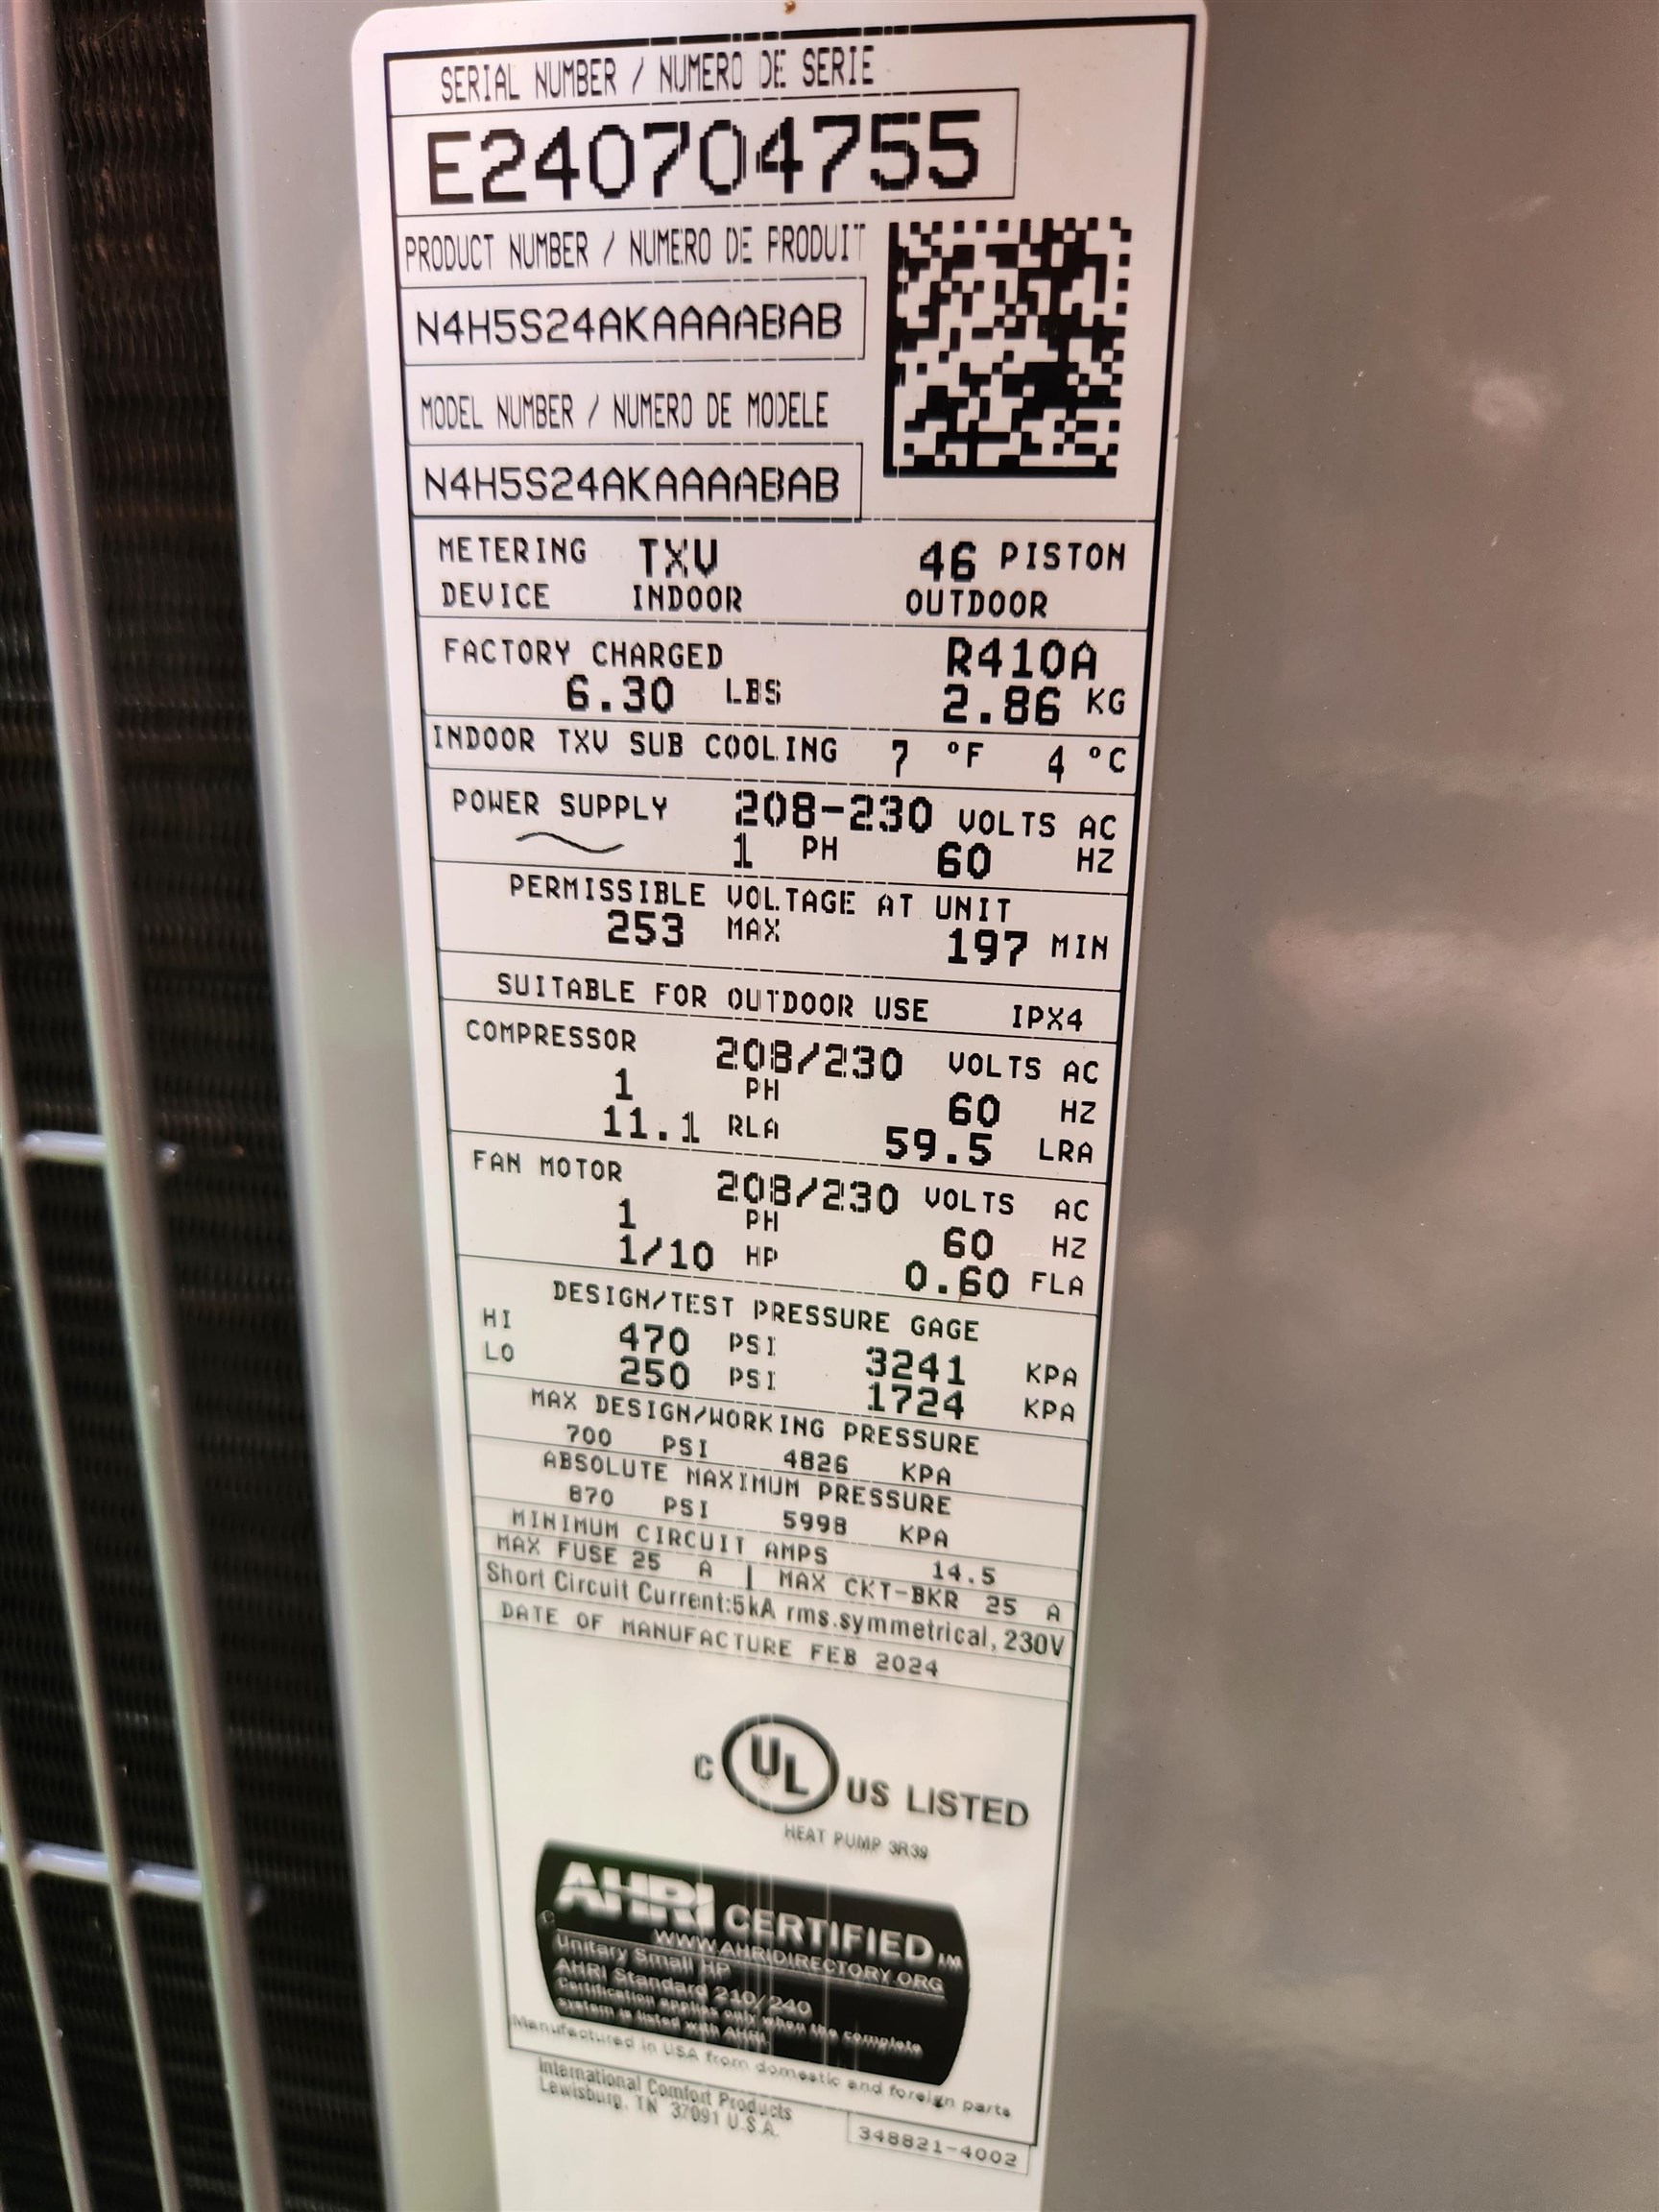 SERIAL NUMBER / NUMERO DE SERIE
E240704755
PRODUCT NUMBER / NUMERO DE PRODUIT
N4H5S24AKAAAABAB
MODEL NUMBER / NUMERO DE MODELE
N4H5S24AKAAAABAB
METERING TXV 46 PISTON
DEVICE INDOOR OUTDOOR
FACTORY CHARGED R410A
6.30 LBS 2.86 KG
INDOOR TXV SUB COOLING 7 °F 4 °C
POWER SUPPLY 208-230 VOLTS AC
1 PH 60 HZ
PERMISSIBLE VOLTAGE AT UNIT
253 MAX 197 MIN
SUITABLE FOR OUTDOOR USE IPX4
COMPRESSOR 208/230 VOLTS AC
1 PH 60 HZ
11.1 RLA 59.5 LRA
FAN MOTOR 208/230 VOLTS AC
1 PH 60 HZ
1/10 HP 0.60 FLA
DESIGN/TEST PRESSURE GAGE
HI 470 PSI 3241 KPA
LO 250 PSI 1724 KPA
MAX DESIGN/WORKING PRESSURE
700 PSI 4826 KPA
ABSOLUTE MAXIMUM PRESSURE
870 PSI 5998 KPA
MINIMUM CIRCUIT AMPS 14.5
MAX FUSE 25 A | MAX CKT-BKR 25 A
Short Circuit Current:5kA rms.symmetrical, 230V
DATE OF MANUFACTURE FEB 2024
C UL US LISTED
HEAT PUMP 3R39
AHRI CERTIFIED TM
WWW.AHRIDIRECTORY.ORG
Unitary Small HP
AHRI Standard 210/240
Certification applies only when the complete
system is listed with AHRI.
Manufactured in USA from domestic and foreign parts
International Comfort Products
Lewisburg, TN 37091 U.S.A.
348821-4002